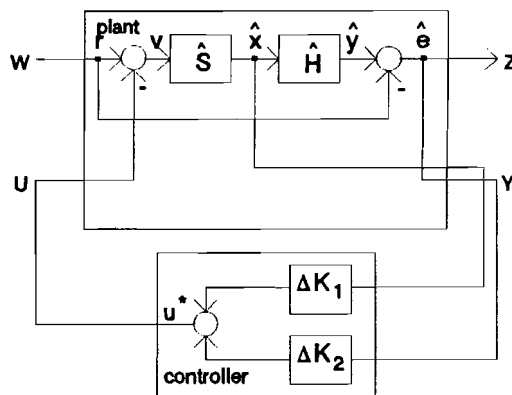 plant
W r v Ŝ x̂ Ĥ ŷ ê Z
- -
U Y
ΔK₁
u*
ΔK₂
controller